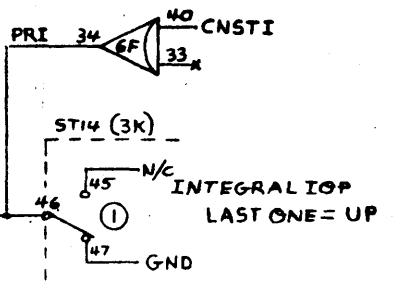 40 CNSTI
PRI 34 6F
33
ST14 (3K)
N/C
45 INTEGRAL IOP
46 1 LAST ONE = UP
47
GND